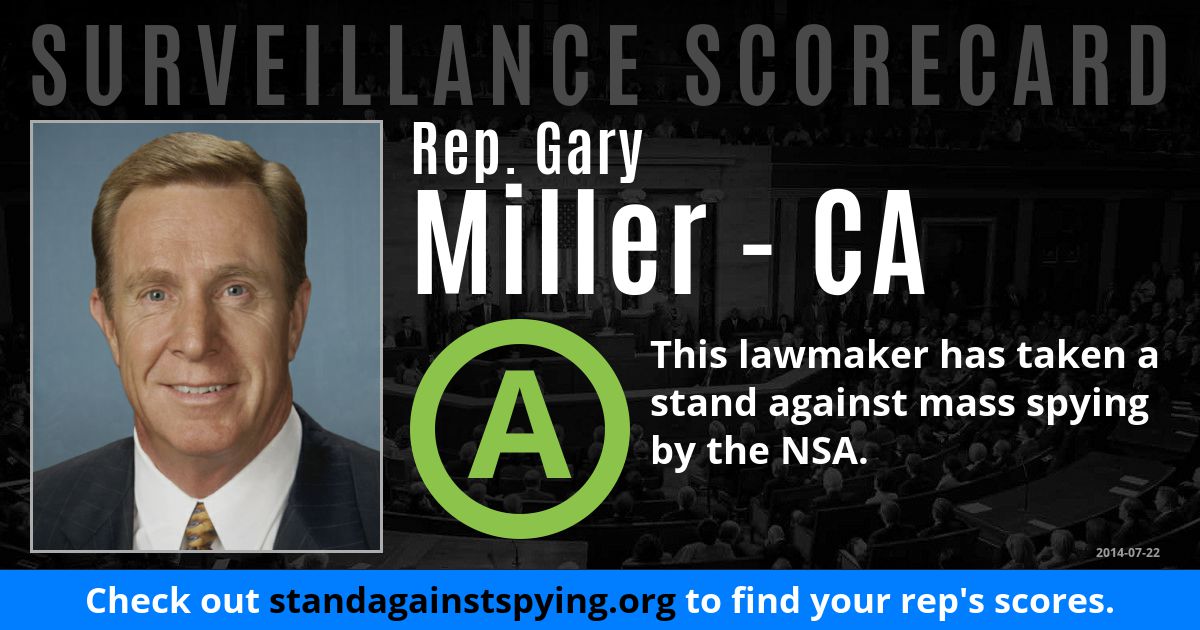 SURVEILLANCE SCORECARD
Rep. Gary
Miller - CA
A
This lawmaker has taken a
stand against mass spying
by the NSA.
2014-07-22
Check out standagainstspying.org to find your rep's scores.